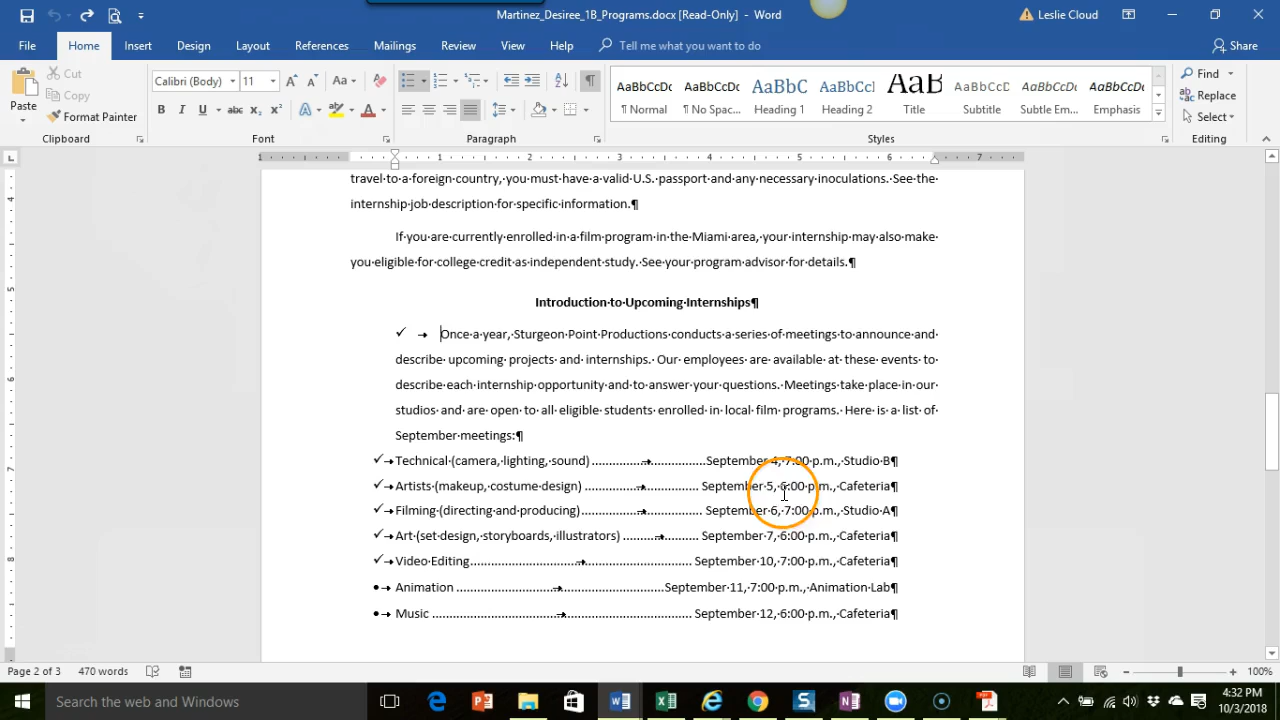 Martinez_Desiree_1B_Programs.docx [Read-Only] - Word
Leslie Cloud
File Home Insert Design Layout References Mailings Review View Help Tell me what you want to do Share
Paste
Cut
Copy
Format Painter
Calibri (Body) 11
AaBbCcDc ¶ Normal
AaBbCcDc ¶ No Spac...
AaBbC Heading 1
AaBbCcl Heading 2
AaB Title
AaBbCcD Subtitle
AaBbCcDc Subtle Em...
AaBbCcDc Emphasis
Find
Replace
Select
Clipboard Font Paragraph Styles Editing
1 1 2 3 4 5 6 7
travel to a foreign country, you must have a valid U.S. passport and any necessary inoculations. See the
internship job description for specific information.¶
If you are currently enrolled in a film program in the Miami area, your internship may also make
you eligible for college credit as independent study. See your program advisor for details.¶
Introduction to Upcoming Internships¶
✓ → Once a year, Sturgeon Point Productions conducts a series of meetings to announce and
describe upcoming projects and internships. Our employees are available at these events to
describe each internship opportunity and to answer your questions. Meetings take place in our
studios and are open to all eligible students enrolled in local film programs. Here is a list of
September meetings:¶
✓→Technical (camera, lighting, sound) ................→................September 4, 7:00 p.m., Studio B¶
✓→Artists (makeup, costume design) ................→................ September 5, 6:00 p.m., Cafeteria¶
✓→Filming (directing and producing)................→................ September 6, 7:00 p.m., Studio A¶
✓→Art (set design, storyboards, illustrators) ..........→.......... September 7, 6:00 p.m., Cafeteria¶
✓→Video Editing................................→................................ September 10, 7:00 p.m., Cafeteria¶
•→Animation ..............................→..............................September 11, 7:00 p.m., Animation Lab¶
•→Music ...................................→................................... September 12, 6:00 p.m., Cafeteria¶
4
5
6
7
8
Page 2 of 3 470 words 100%
Search the web and Windows
4:32 PM
10/3/2018